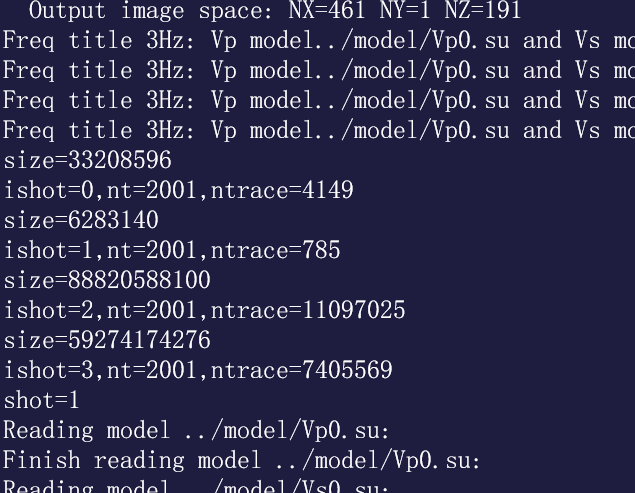 Output image space: NX=461 NY=1 NZ=191
Freq title 3Hz: Vp model../model/Vp0.su and Vs mo
Freq title 3Hz: Vp model../model/Vp0.su and Vs mo
Freq title 3Hz: Vp model../model/Vp0.su and Vs mo
Freq title 3Hz: Vp model../model/Vp0.su and Vs mo
size=33208596
ishot=0,nt=2001,ntrace=4149
size=6283140
ishot=1,nt=2001,ntrace=785
size=88820588100
ishot=2,nt=2001,ntrace=11097025
size=59274174276
ishot=3,nt=2001,ntrace=7405569
shot=1
Reading model ../model/Vp0.su:
Finish reading model ../model/Vp0.su:
Reading model ../model/Vs0.su: